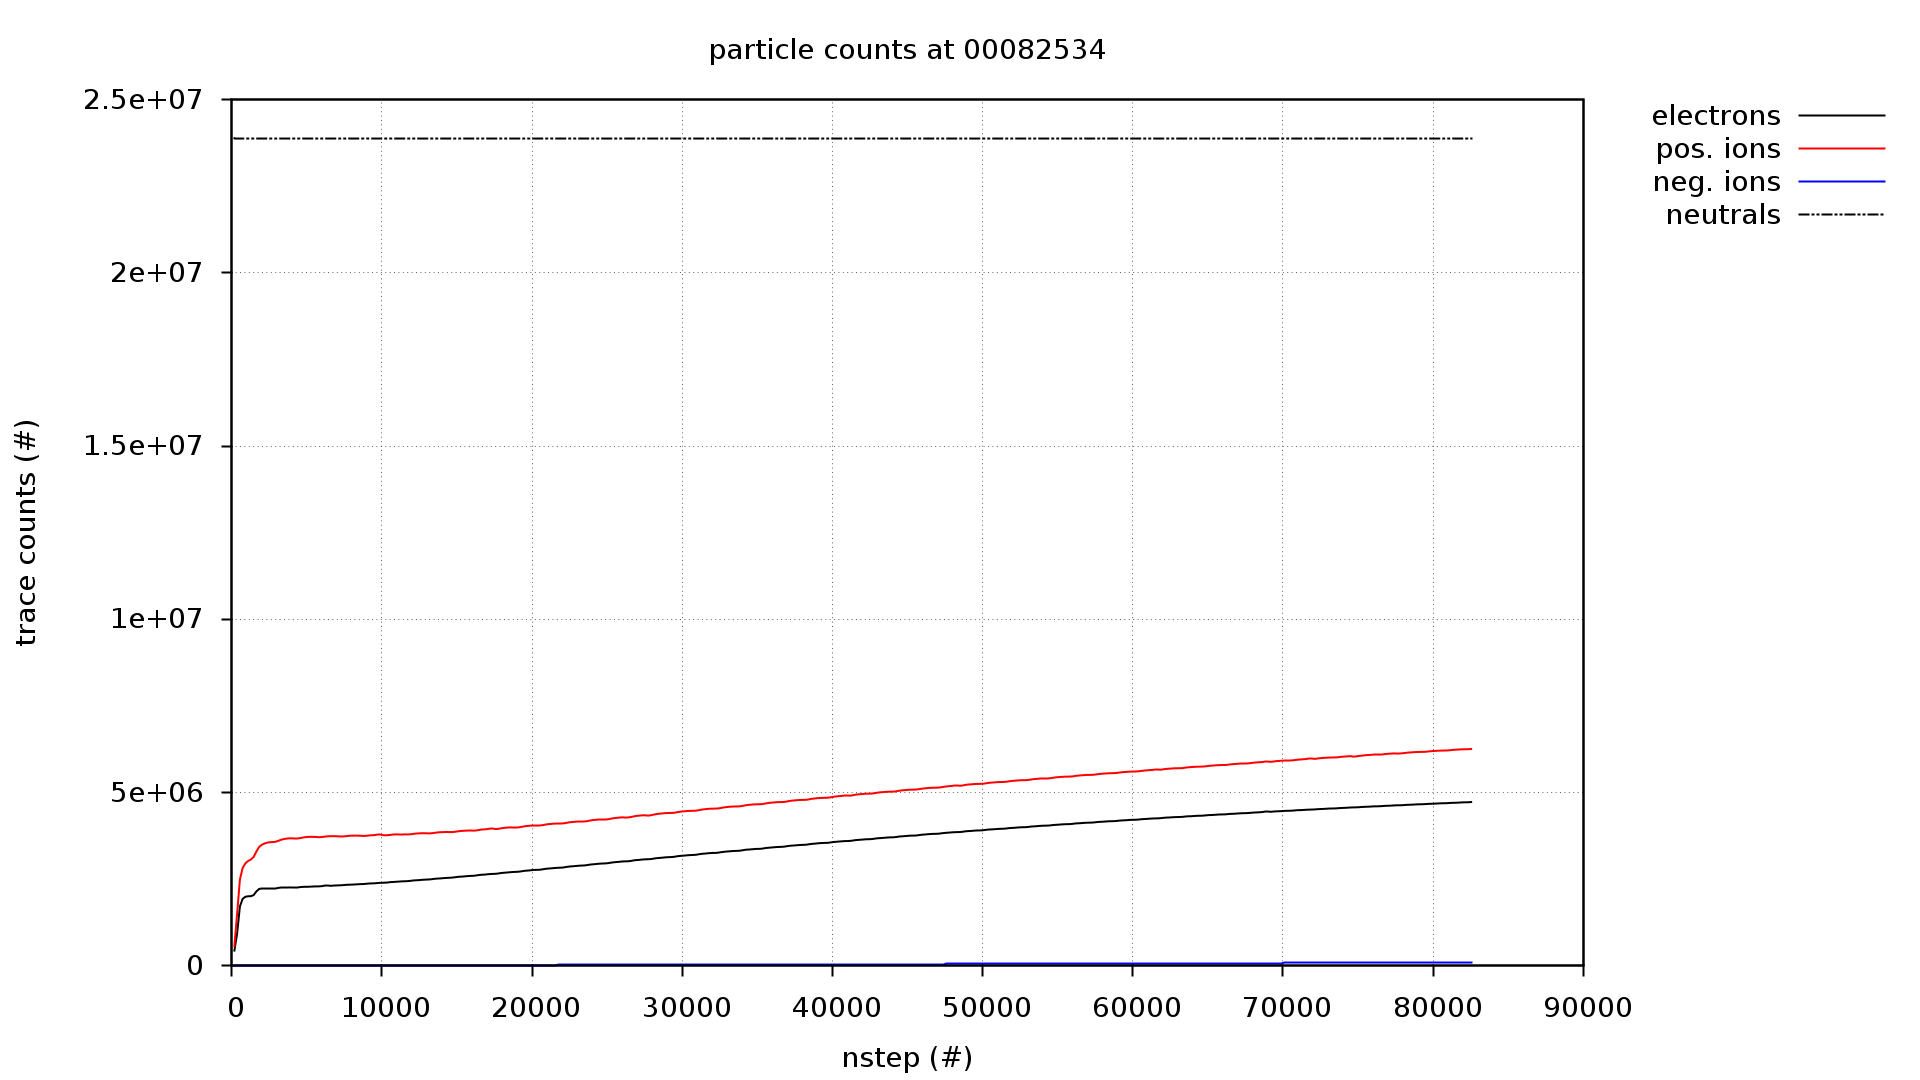 particle counts at 00082534
2.5e+07
2e+07
1.5e+07
1e+07
5e+06
0
trace counts (#)
0 10000 20000 30000 40000 50000 60000 70000 80000 90000
nstep (#)
electrons
pos. ions
neg. ions
neutrals